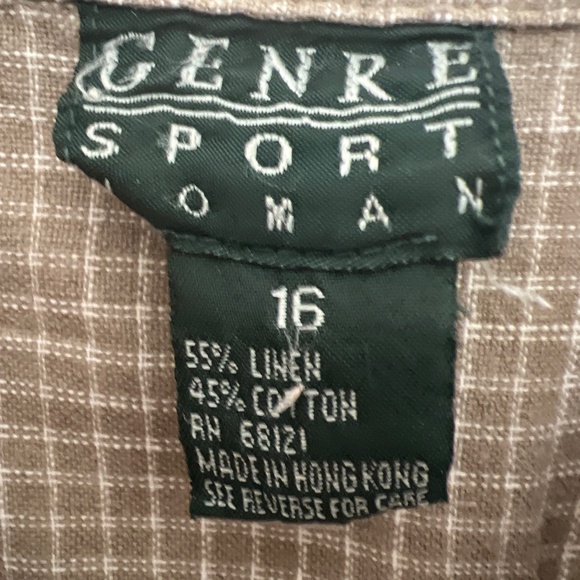 GENRE
SPORT
WOMAN
16
55% LINEN
45% COTTON
RN 68121
MADE IN HONG KONG
SEE REVERSE FOR CARE